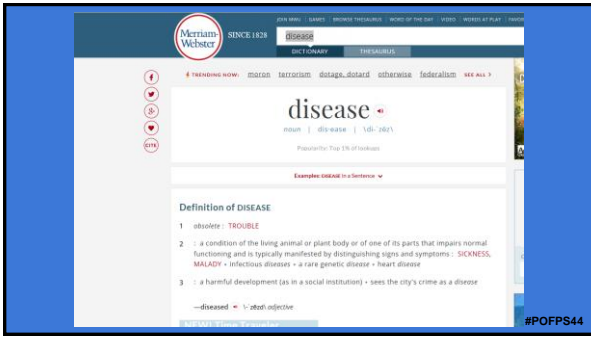 JOIN MWU | GAMES | BROWSE THESAURUS | WORD OF THE DAY | VIDEO | WORDS AT PLAY | FAVOR
Merriam-
Webster
SINCE 1828
disease
DICTIONARY THESAURUS
TRENDING NOW: moron terrorism dotage, dotard otherwise federalism SEE ALL >
disease
noun | dis·ease | \di-ˈzēz\
Popularity: Top 1% of lookups
CITE
Examples: DISEASE in a Sentence
Definition of DISEASE
1 obsolete : TROUBLE
2 : a condition of the living animal or plant body or of one of its parts that impairs normal
functioning and is typically manifested by distinguishing signs and symptoms : SICKNESS,
MALADY • infectious diseases • a rare genetic disease • heart disease
3 : a harmful development (as in a social institution) • sees the city's crime as a disease
—diseased \-ˈzēzd\ adjective
NEW! Time Traveler
#POFPS44